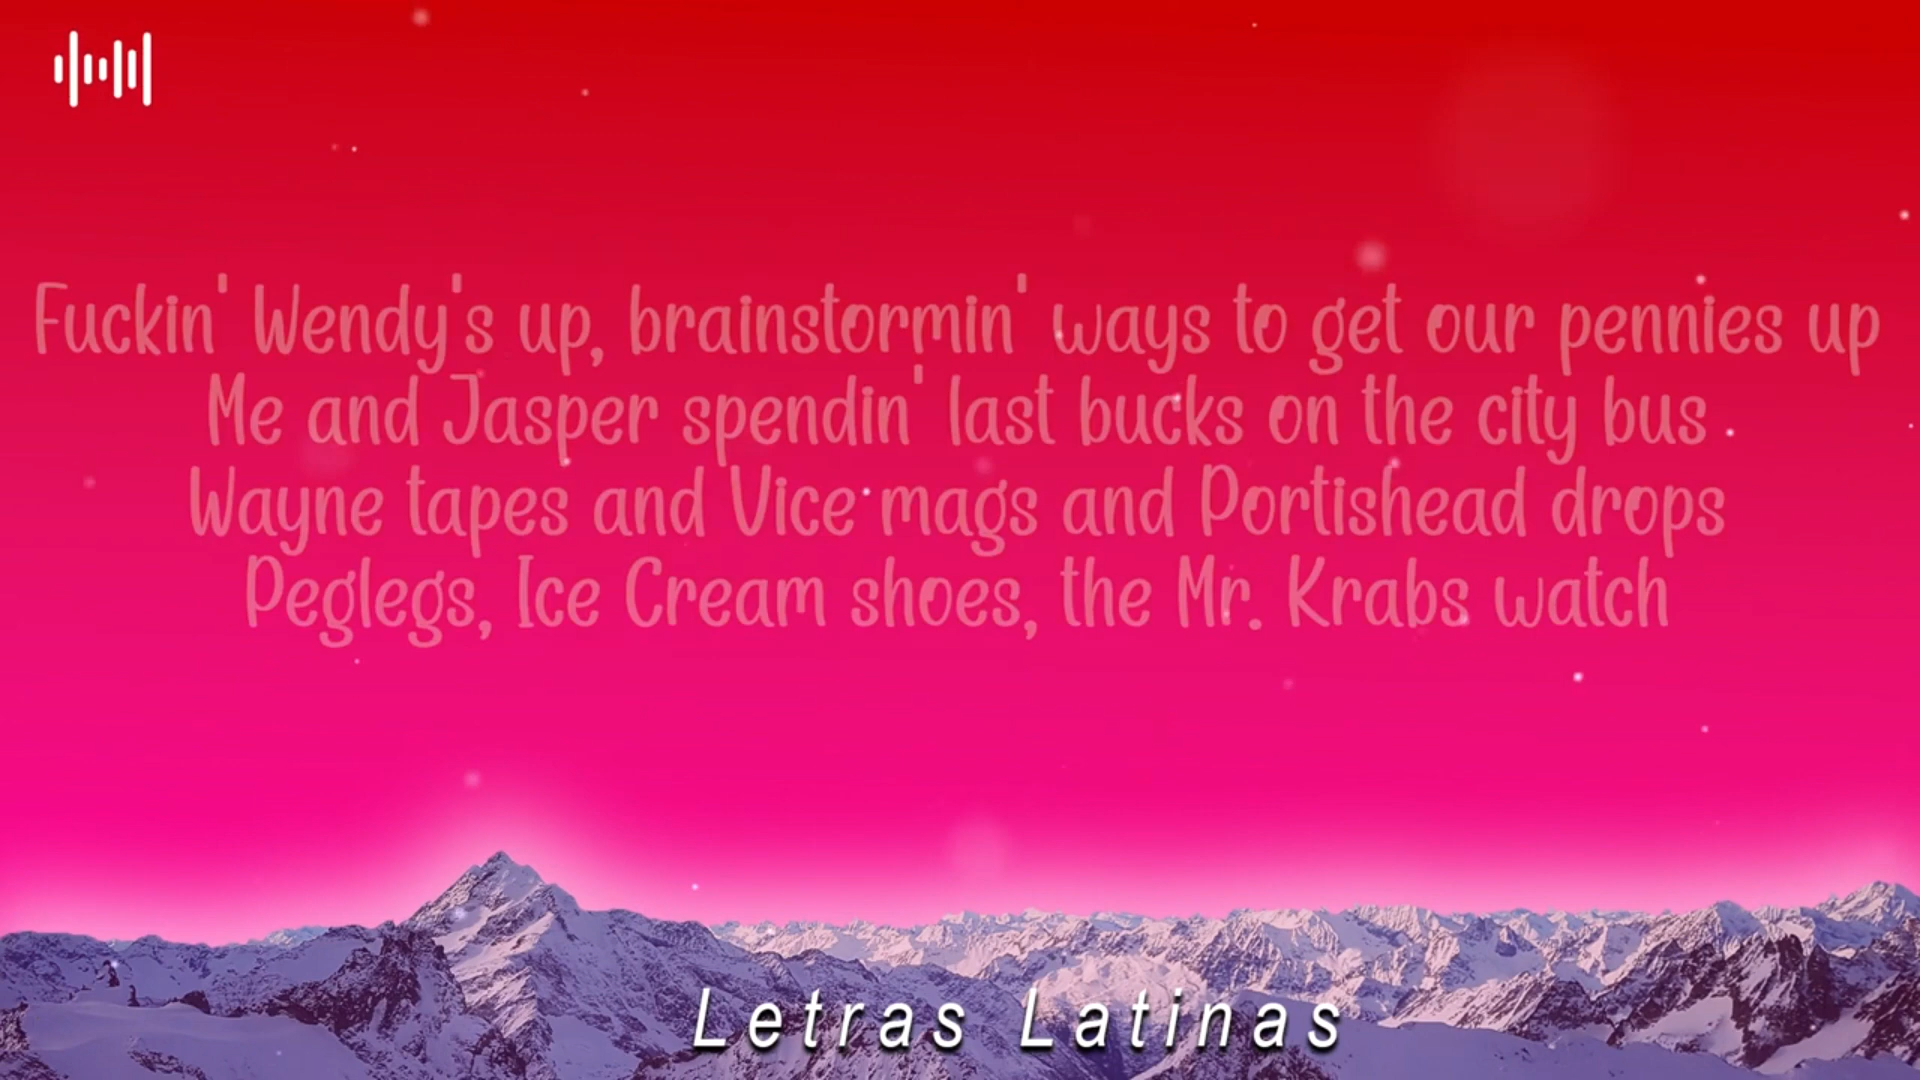 Fuckin' Wendy's up, brainstormin' ways to get our pennies up
Me and Jasper spendin' last bucks on the city bus
Wayne tapes and Vice mags and Portishead drops
Peglegs, Ice Cream shoes, the Mr. Krabs watch
Letras Latinas